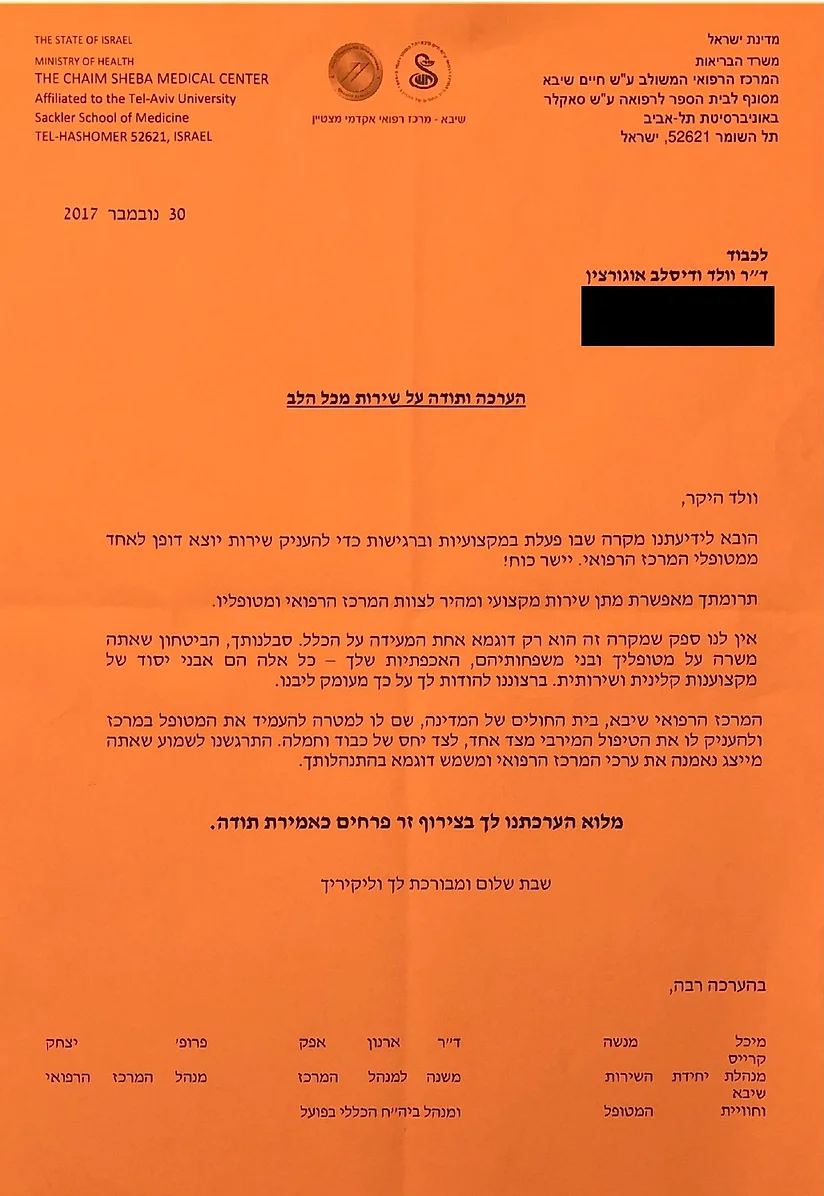 THE STATE OF ISRAEL
MINISTRY OF HEALTH
THE CHAIM SHEBA MEDICAL CENTER
Affiliated to the Tel-Aviv University
Sackler School of Medicine
TEL-HASHOMER 52621, ISRAEL
שיבא - מרכז רפואי אקדמי מצטיין
מדינת ישראל
משרד הבריאות
המרכז הרפואי המשולב ע"ש חיים שיבא
מסונף לבית הספר לרפואה ע"ש סאקלר
באוניברסיטת תל-אביב
תל השומר 52621, ישראל
30 נובמבר 2017
לכבוד
ד״ר וולד ודיסלב אוגורצין
הערכה ותודה על שירות מכל הלב
וולד היקר,
הובא לידיעתנו מקרה שבו פעלת במקצועיות וברגישות כדי להעניק שירות יוצא דופן לאחד
ממטופלי המרכז הרפואי. יישר כוח!
תרומתך מאפשרת מתן שירות מקצועי ומהיר לצוות המרכז הרפואי ומטופליו.
אין לנו ספק שמקרה זה הוא רק דוגמא אחת המעידה על הכלל. סבלנותך, הביטחון שאתה
משרה על מטופליך ובני משפחותיהם, האכפתיות שלך – כל אלה הם אבני יסוד של
מקצוענות קלינית ושירותית. ברצוננו להודות לך על כך מעומק ליבנו.
המרכז הרפואי שיבא, בית החולים של המדינה, שם לו למטרה להעמיד את המטופל במרכז
ולהעניק לו את הטיפול המירבי מצד אחד, לצד יחס של כבוד וחמלה. התרגשנו לשמוע שאתה
מייצג נאמנה את ערכי המרכז הרפואי ומשמש דוגמא בהתנהלותך.
מלוא הערכתנו לך בצירוף זר פרחים כאמירת תודה.
שבת שלום ומבורכת לך וליקיריך
בהערכה רבה,
מיכל מנשה ד״ר ארנון אפק פרופ׳ יצחק
קרייס
מנהלת יחידת השירות משנה למנהל המרכז מנהל המרכז הרפואי
שיבא
וחוויית המטופל ומנהל ביה״ח הכללי בפועל